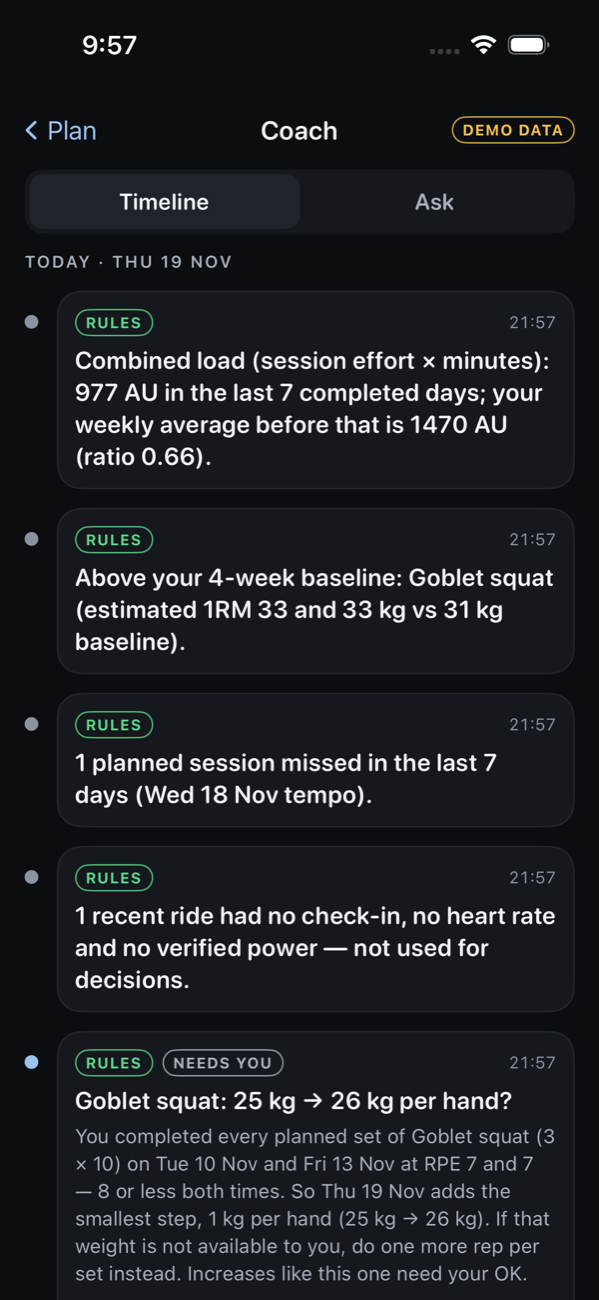 9:57
Plan
Coach
DEMO DATA
Timeline
Ask
TODAY · THU 19 NOV
RULES
21:57
Combined load (session effort × minutes):
977 AU in the last 7 completed days; your
weekly average before that is 1470 AU
(ratio 0.66).
RULES
21:57
Above your 4-week baseline: Goblet squat
(estimated 1RM 33 and 33 kg vs 31 kg
baseline).
RULES
21:57
1 planned session missed in the last 7
days (Wed 18 Nov tempo).
RULES
21:57
1 recent ride had no check-in, no heart rate
and no verified power — not used for
decisions.
RULES
NEEDS YOU
21:57
Goblet squat: 25 kg → 26 kg per hand?
You completed every planned set of Goblet squat (3
× 10) on Tue 10 Nov and Fri 13 Nov at RPE 7 and 7
— 8 or less both times. So Thu 19 Nov adds the
smallest step, 1 kg per hand (25 kg → 26 kg). If that
weight is not available to you, do one more rep per
set instead. Increases like this one need your OK.